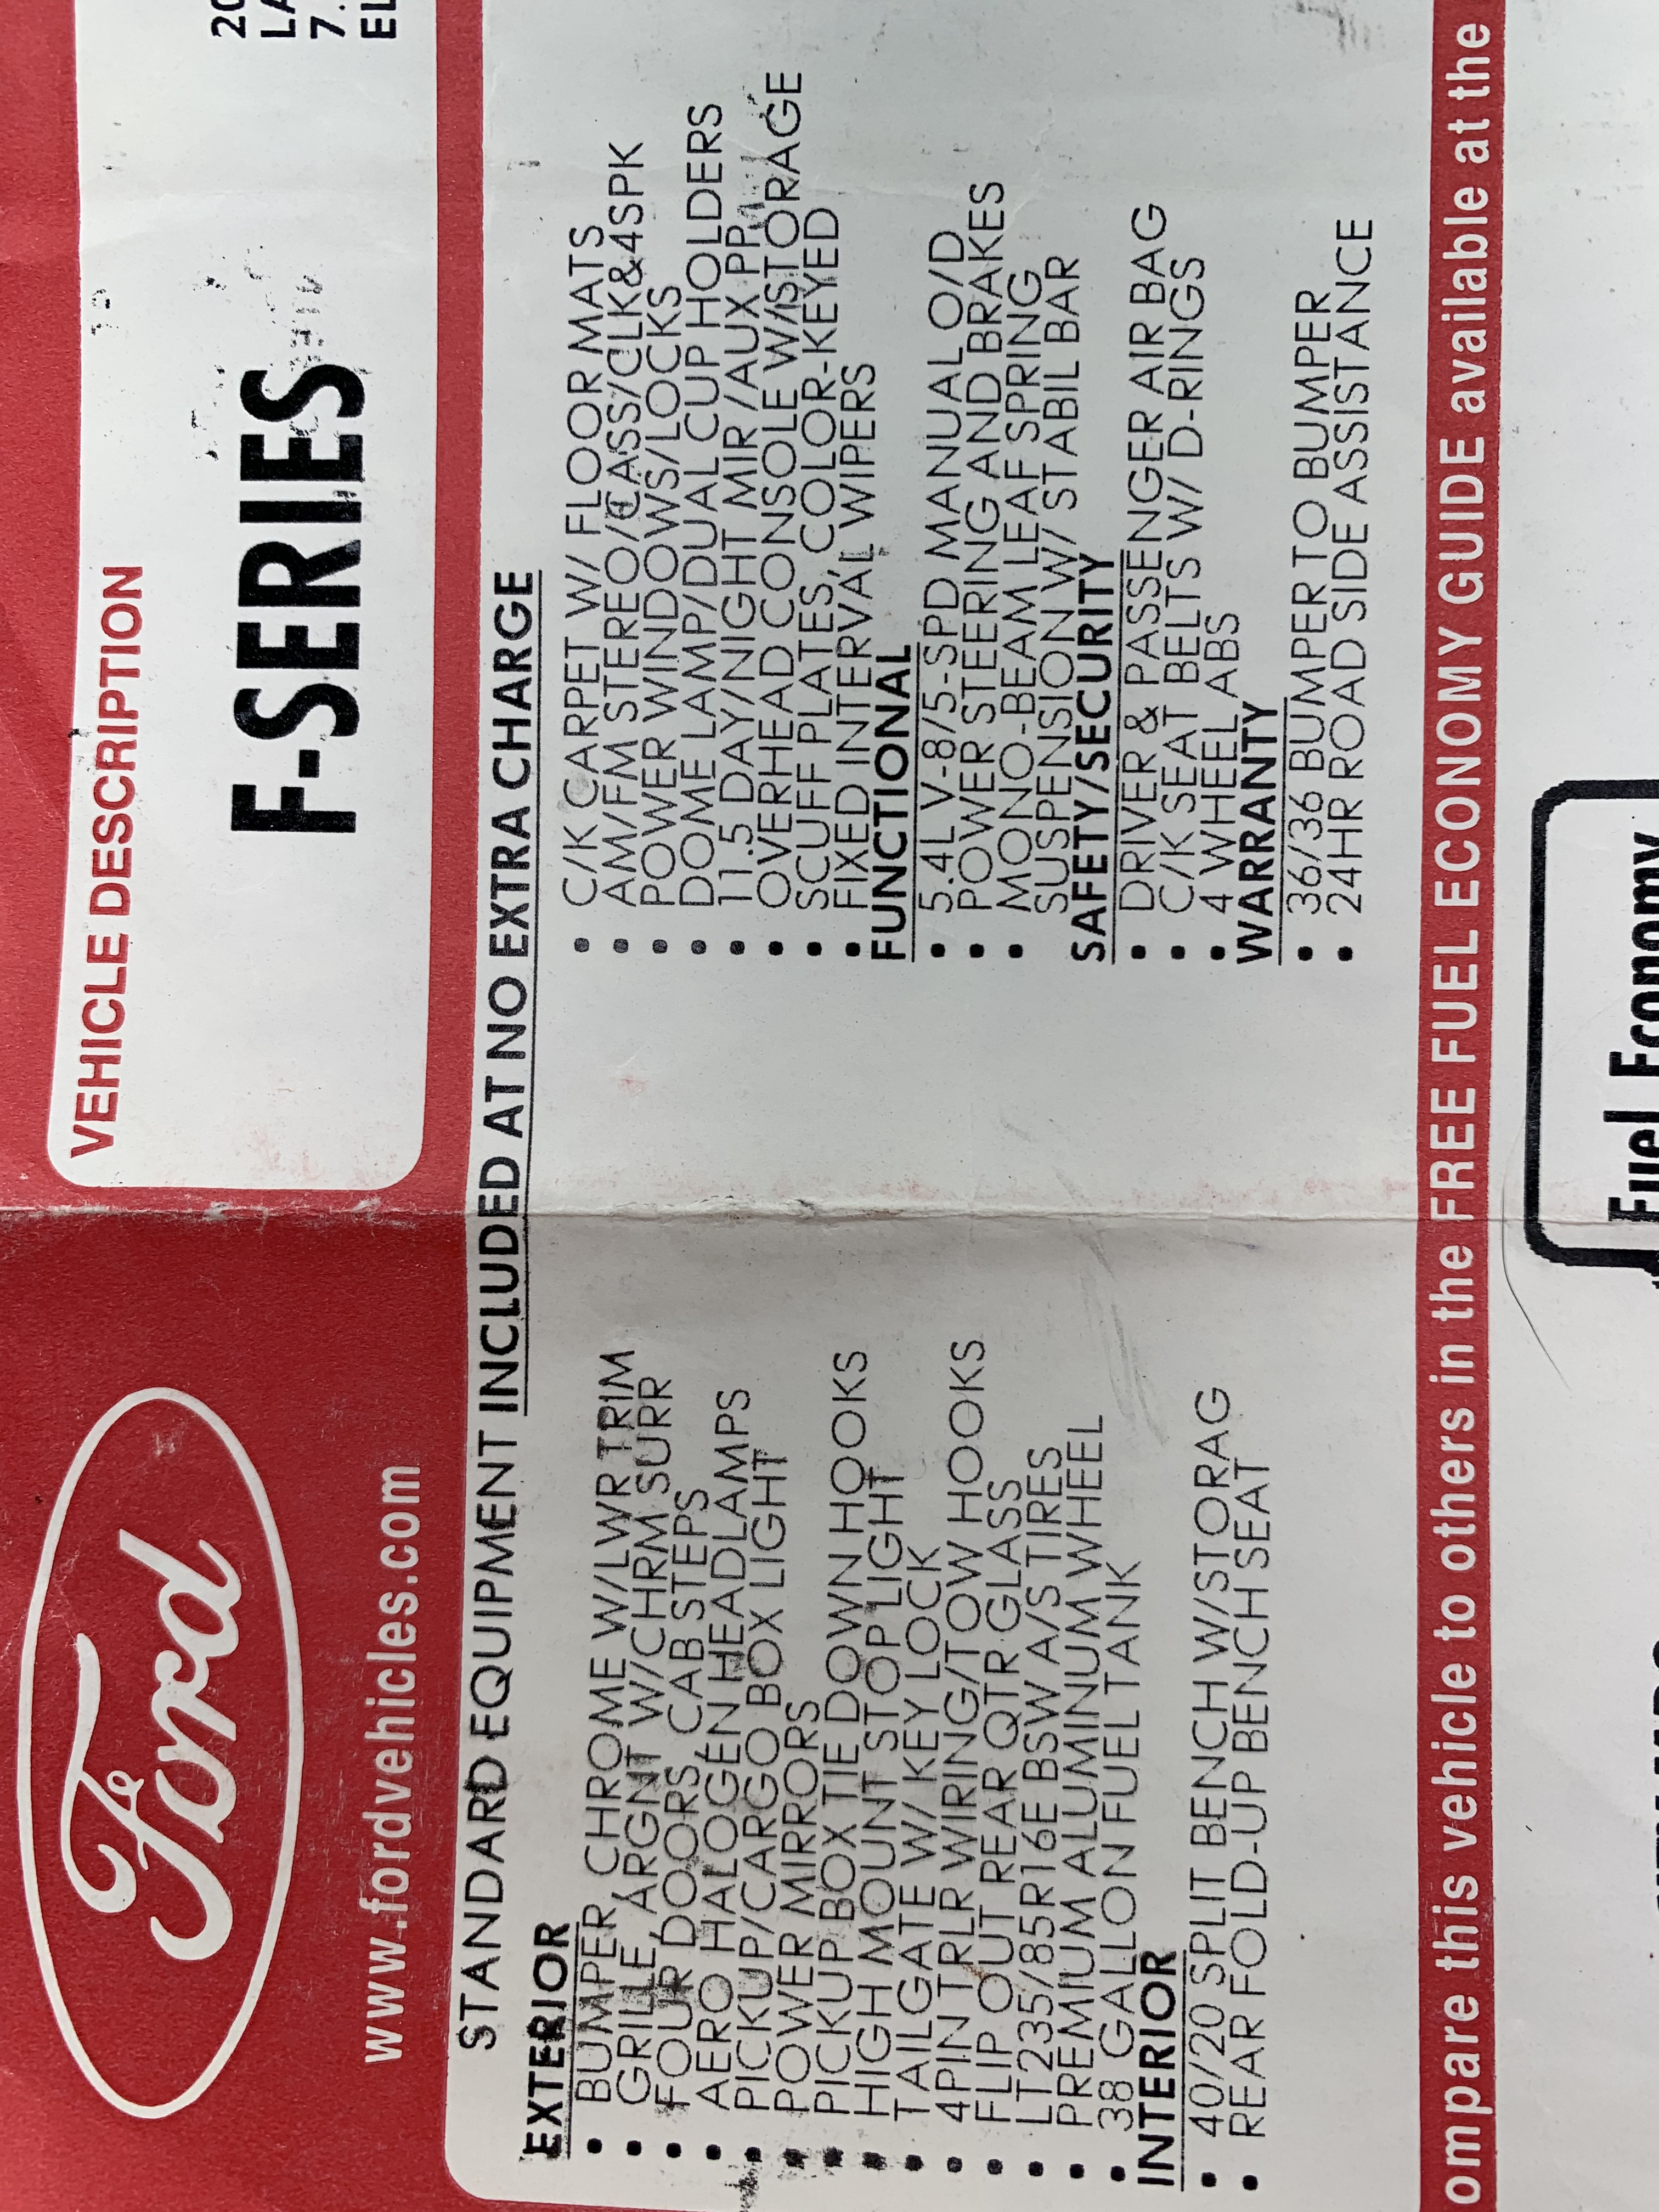 Ford
www.fordvehicles.com
VEHICLE DESCRIPTION
F-SERIES
20
LA
7.
EL
STANDARD EQUIPMENT INCLUDED AT NO EXTRA CHARGE
EXTERIOR
• BUMPER, CHROME W/LWR TRIM
• GRILLE, ARGNT W/CHRM SURR
• FOUR DOORS, CAB STEPS
• AERO HALOGEN HEADLAMPS
• PICKUP/CARGO BOX LIGHT
• POWER MIRRORS
• PICKUP BOX TIE DOWN HOOKS
• HIGH MOUNT STOP LIGHT
• TAILGATE W/ KEY LOCK
• 4PIN TRLR WIRING/TOW HOOKS
• FLIP OUT REAR QTR GLASS
• LT235/85R16E BSW A/S TIRES
• PREMIUM ALUMINUM WHEEL
• 38 GALLON FUEL TANK
INTERIOR
• 40/20 SPLIT BENCH W/STORAG
• REAR FOLD-UP BENCH SEAT
• C/K CARPET W/ FLOOR MATS
• AM/FM STEREO/CASS/CLK&4SPK
• POWER WINDOWS/LOCKS
• DOME LAMP/DUAL CUP HOLDERS
• 11.5 DAY/NIGHT MIR/AUX PP
• OVERHEAD CONSOLE W/STORAGE
• SCUFF PLATES, COLOR-KEYED
• FIXED INTERVAL WIPERS
FUNCTIONAL
• 5.4L V-8/5-SPD MANUAL O/D
• POWER STEERING AND BRAKES
• MONO-BEAM LEAF SPRING
SUSPENSION W/ STABIL BAR
SAFETY/SECURITY
• DRIVER & PASSENGER AIR BAG
• C/K SEAT BELTS W/ D-RINGS
• 4 WHEEL ABS
WARRANTY
• 36/36 BUMPER TO BUMPER
• 24HR ROAD SIDE ASSISTANCE
ompare this vehicle to others in the FREE FUEL ECONOMY GUIDE available at the
Fuel Economy